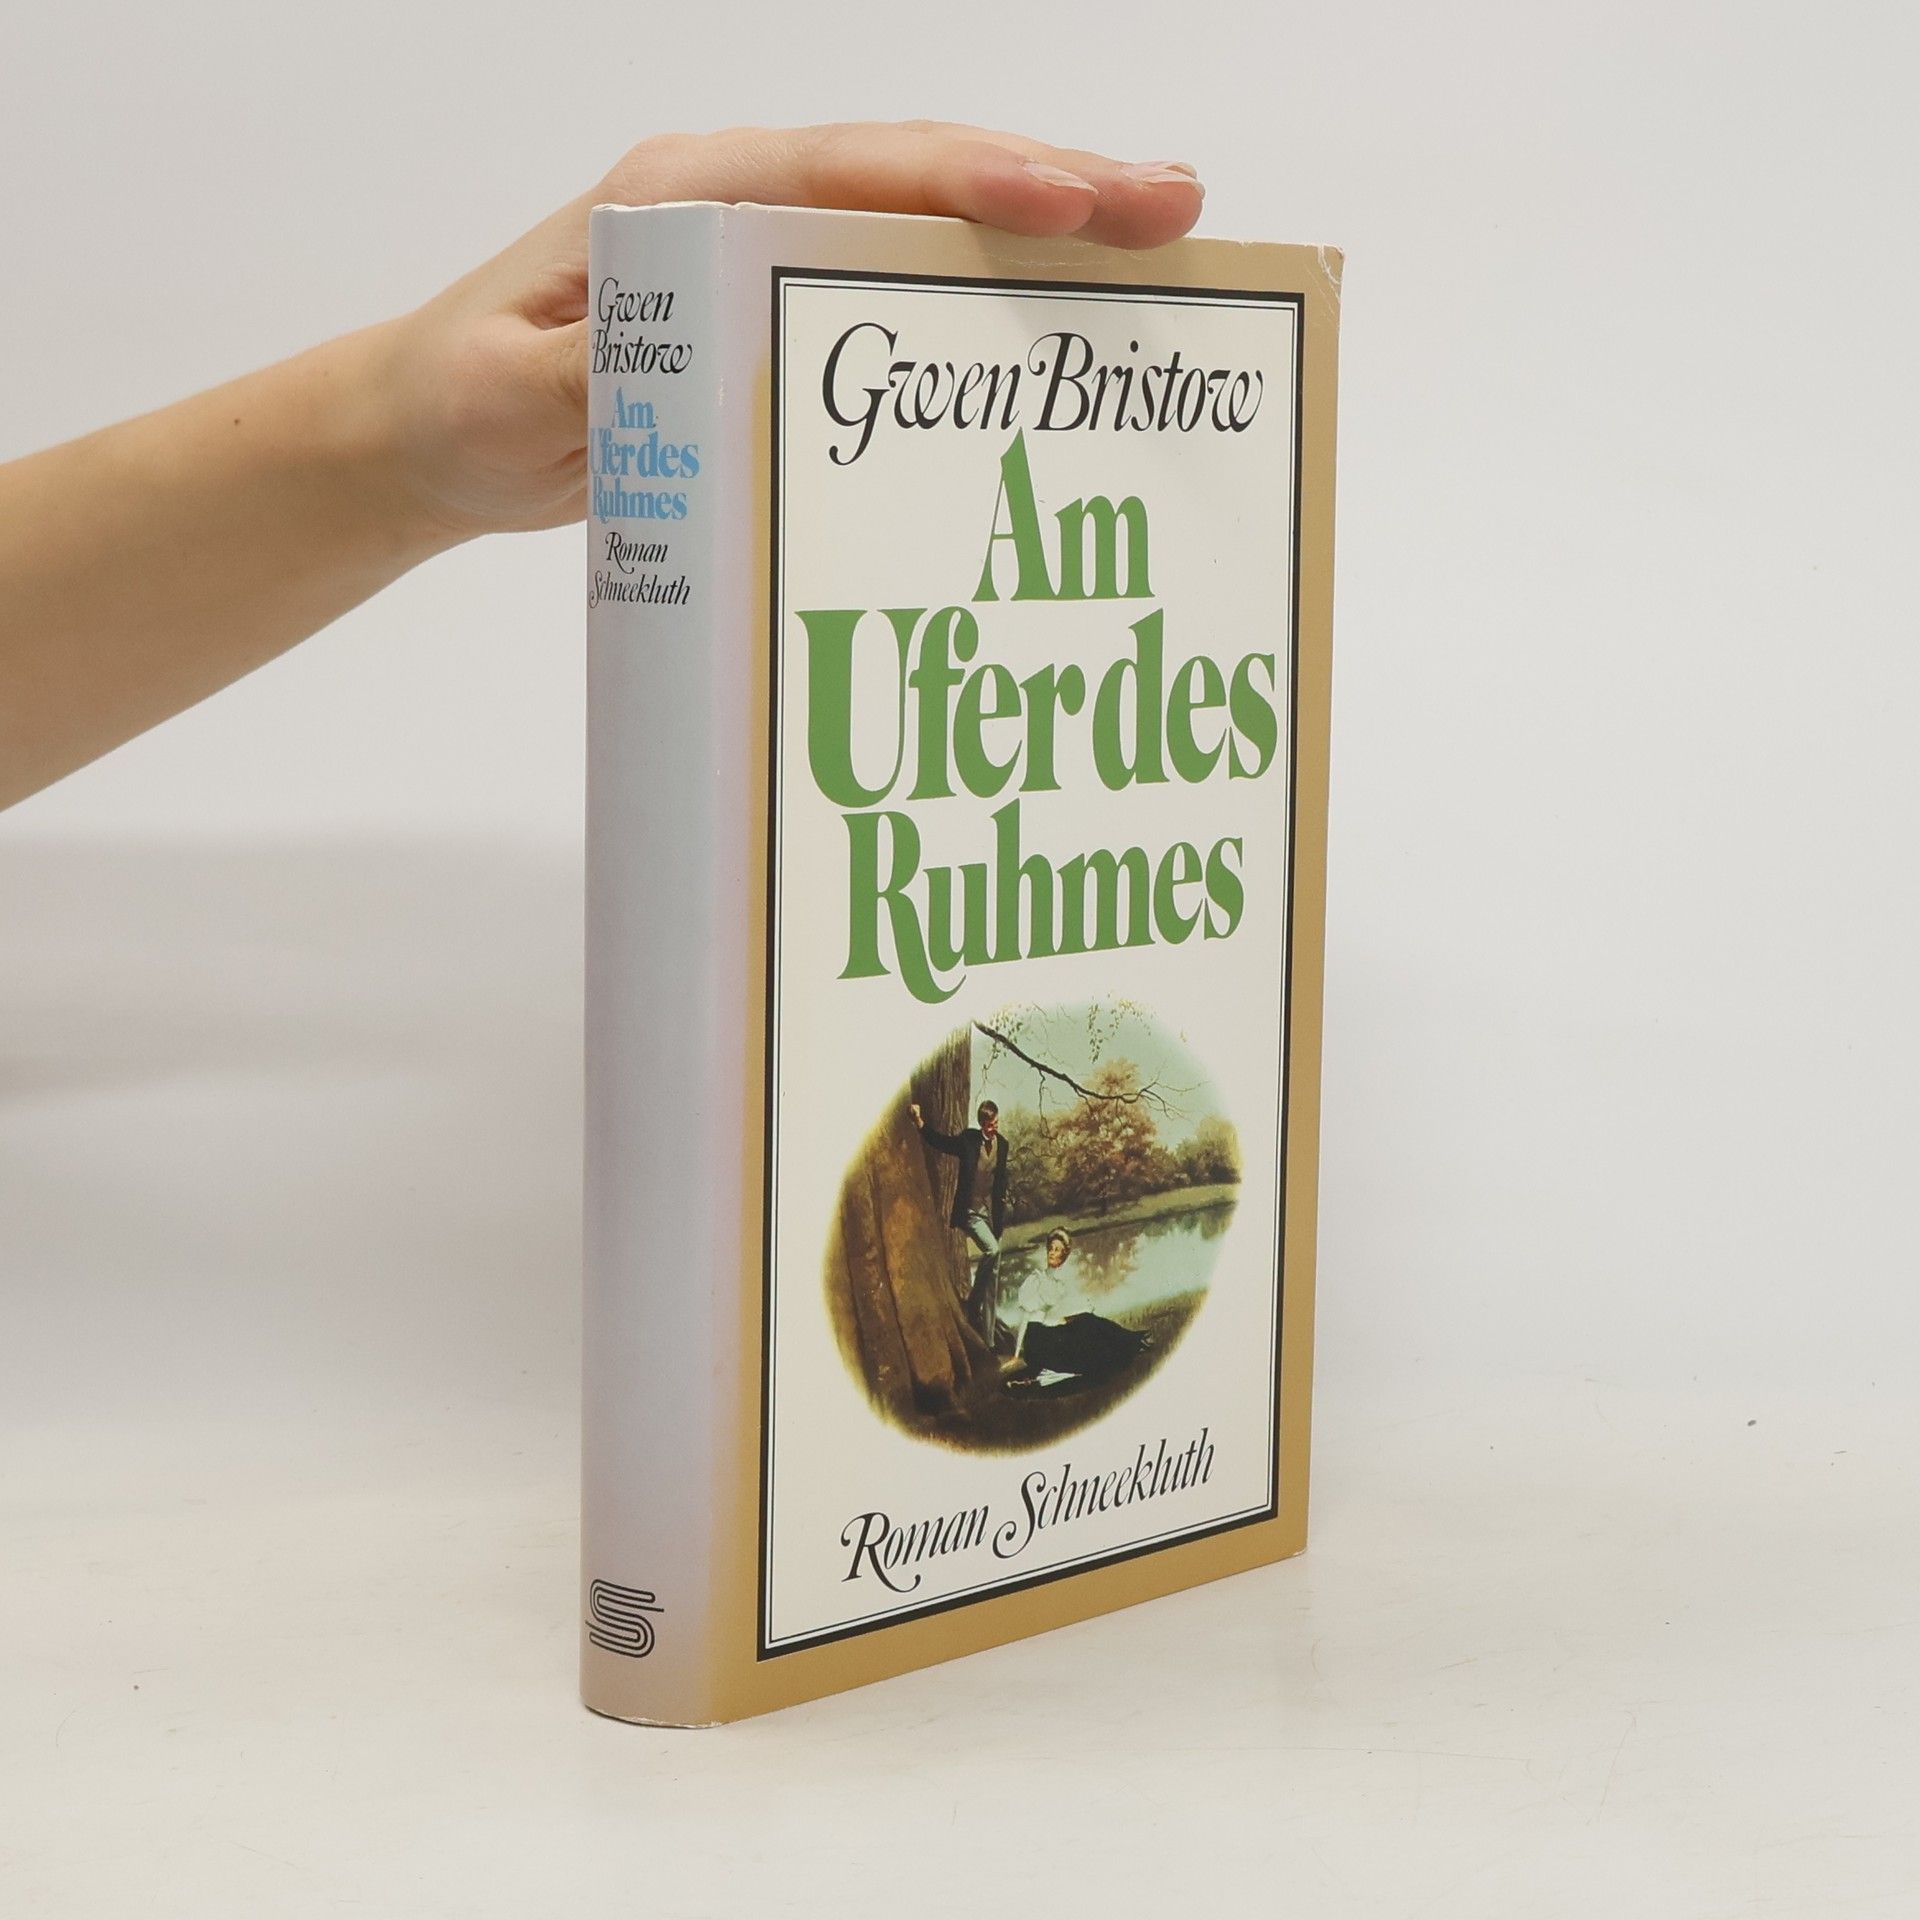 Gwen
Bristow
Am
Ufer des
Ruhmes
Roman
Schneekluth
Gwen Bristow
Am
Ufer des
Ruhmes
Roman Schneekluth